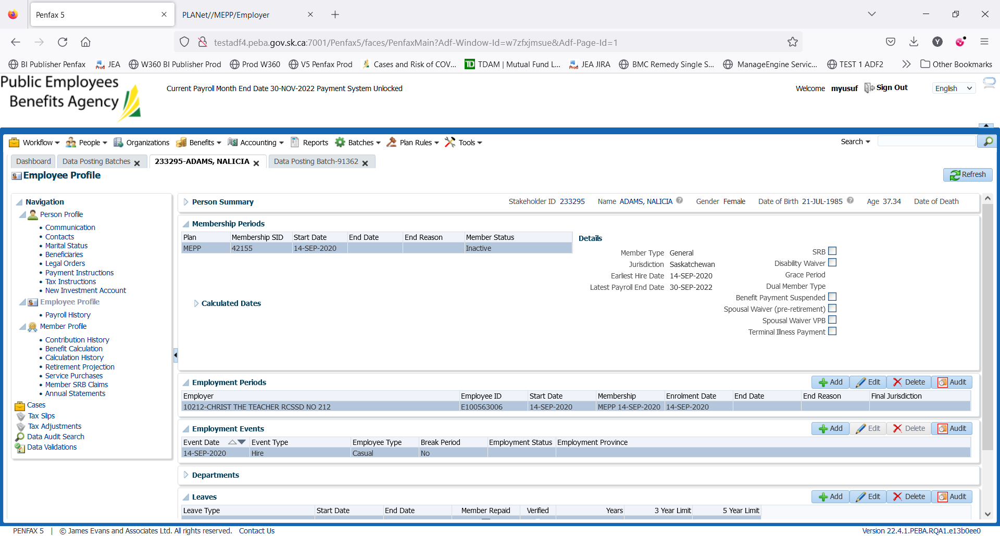 Penfax 5
PLANet//MEPP/Employer
testadf4.peba.gov.sk.ca:7001/Penfax5/faces/PenfaxMain?Adf-Window-Id=w7zfxjmsue&Adf-Page-Id=1
Y
BI Publisher Penfax JEA W360 BI Publisher Prod Prod W360 V5 Penfax Prod Cases and Risk of COV... TDAM | Mutual Fund L... JEA JIRA BMC Remedy Single S... ManageEngine Servic... TEST 1 ADF2 Other Bookmarks
Public Employees
Benefits Agency
Current Payroll Month End Date 30-NOV-2022 Payment System Unlocked
Welcome myusuf Sign Out English
Workflow People Organizations Benefits Accounting Reports Batches Plan Rules Tools Search
Dashboard Data Posting Batches 233295-ADAMS, NALICIA Data Posting Batch-91362
Employee Profile
Refresh
Navigation
Person Profile
Communication
Contacts
Marital Status
Beneficiaries
Legal Orders
Payment Instructions
Tax Instructions
New Investment Account
Employee Profile
Payroll History
Member Profile
Contribution History
Benefit Calculation
Calculation History
Retirement Projection
Service Purchases
Member SRB Claims
Annual Statements
Cases
Tax Slips
Tax Adjustments
Data Audit Search
Data Validations
Person Summary Stakeholder ID 233295 Name ADAMS, NALICIA Gender Female Date of Birth 21-JUL-1985 Age 37.34 Date of Death
Membership Periods
Plan Membership SID Start Date End Date End Reason Member Status
MEPP 42155 14-SEP-2020 Inactive
Calculated Dates
Details
Member Type General
Jurisdiction Saskatchewan
Earliest Hire Date 14-SEP-2020
Latest Payroll End Date 30-SEP-2022
SRB
Disability Waiver
Grace Period
Dual Member Type
Benefit Payment Suspended
Spousal Waiver (pre-retirement)
Spousal Waiver VPB
Terminal Illness Payment
Employment Periods Add Edit Delete Audit
Employer Employee ID Start Date Membership Enrolment Date End Date End Reason Final Jurisdiction
10212-CHRIST THE TEACHER RCSSD NO 212 E100563006 14-SEP-2020 MEPP 14-SEP-2020 14-SEP-2020
Employment Events Add Edit Delete Audit
Event Date Event Type Employee Type Break Period Employment Status Employment Province
14-SEP-2020 Hire Casual No
Departments
Leaves Add Edit Delete Audit
Leave Type Start Date End Date Member Repaid Verified Years 3 Year Limit 5 Year Limit
PENFAX 5 | © James Evans and Associates Ltd. All rights reserved. Contact Us Version 22.4.1.PEBA.RQA1.e13b0ee0